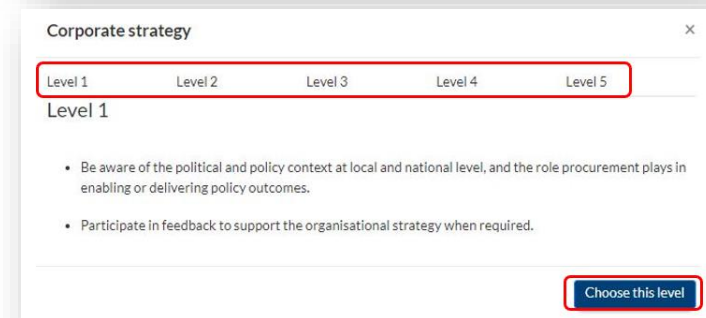 Corporate strategy ×
Level 1 Level 2 Level 3 Level 4 Level 5
Level 1
• Be aware of the political and policy context at local and national level, and the role procurement plays in
enabling or delivering policy outcomes.
• Participate in feedback to support the organisational strategy when required.
Choose this level